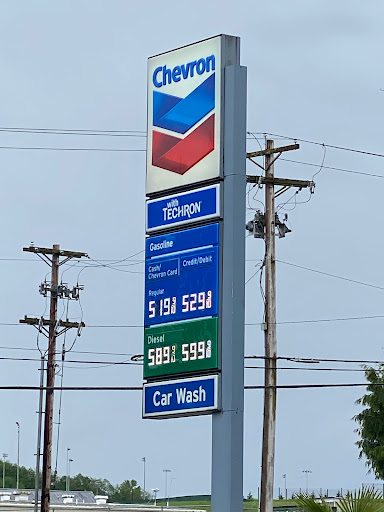 Chevron
with
TECHRON
Gasoline
Cash/ Credit/Debit
Chevron Card
Regular
5 19 9/10 5 29 9/10
Diesel
5 89 9/10 5 99 9/10
Car Wash